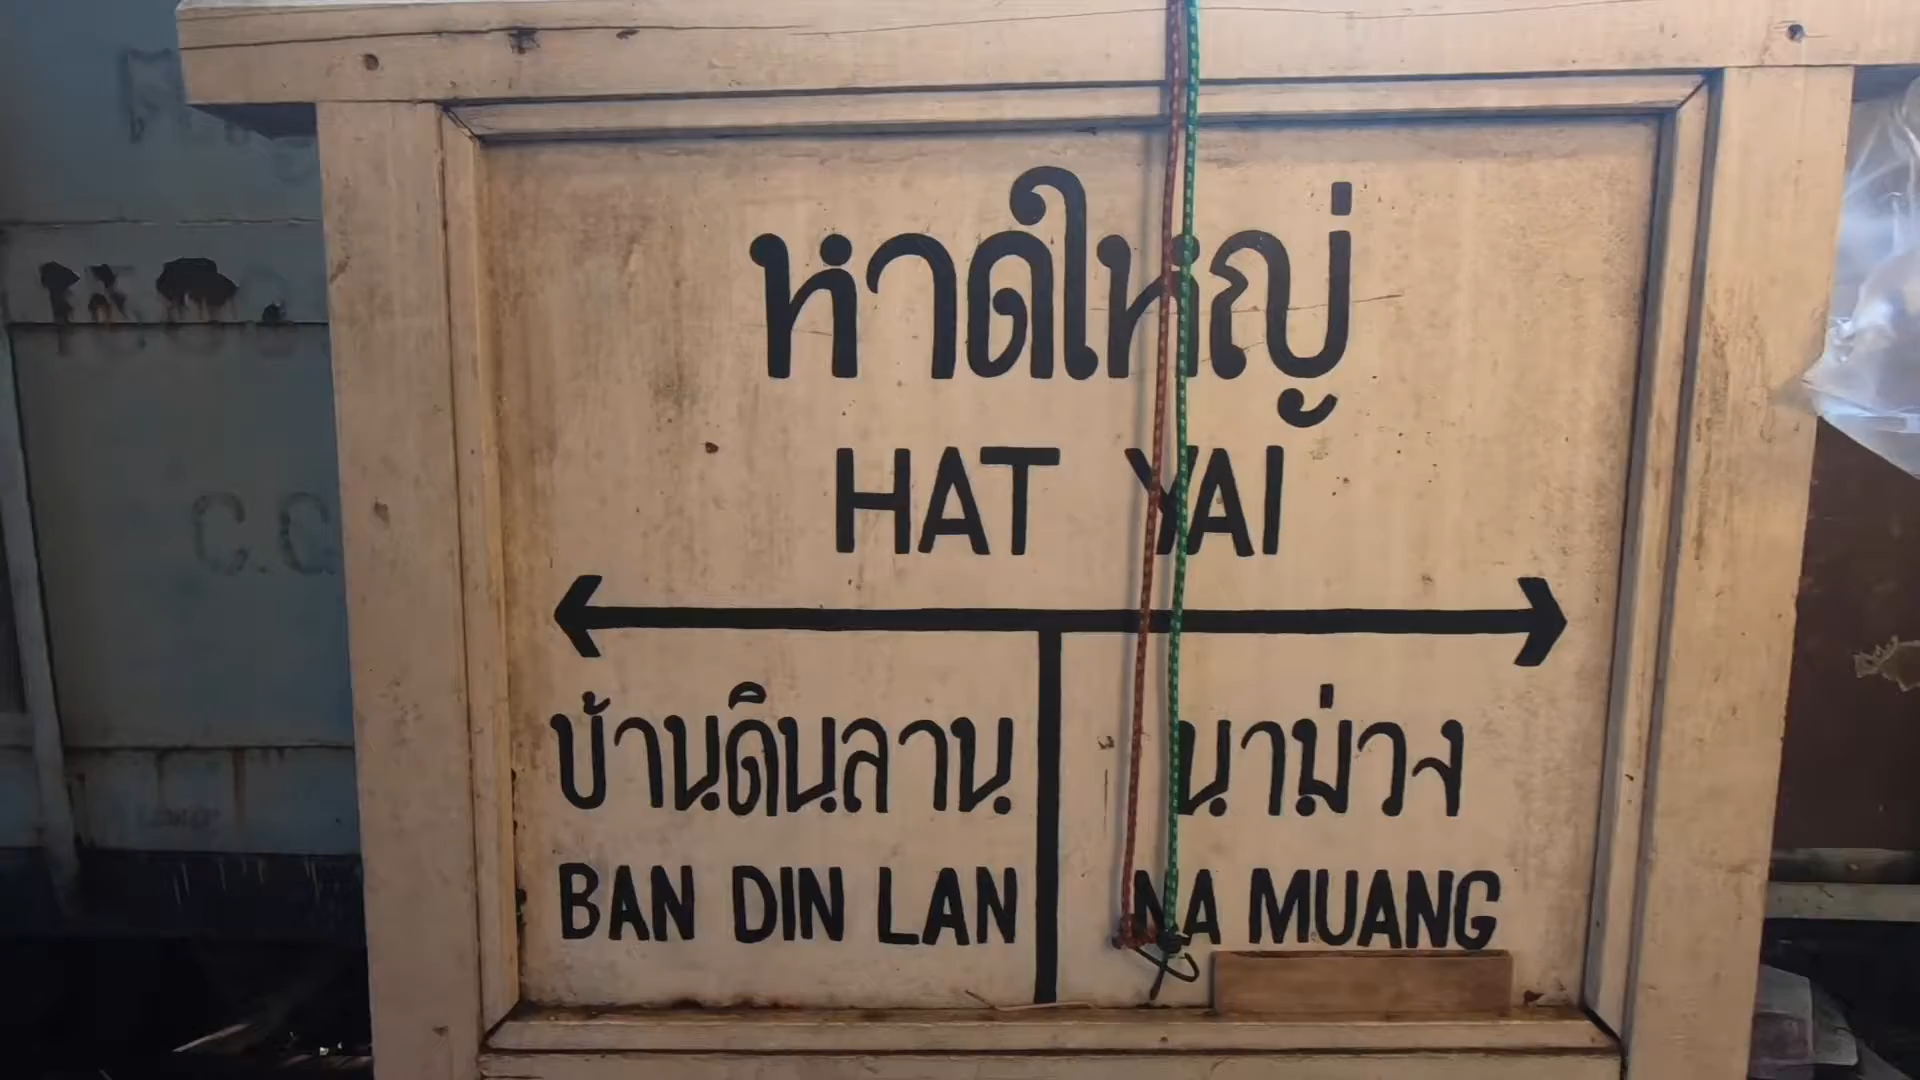 หาดใหญ่
HAT YAI
บ้านดินลาน
นาม่วง
BAN DIN LAN
NA MUANG